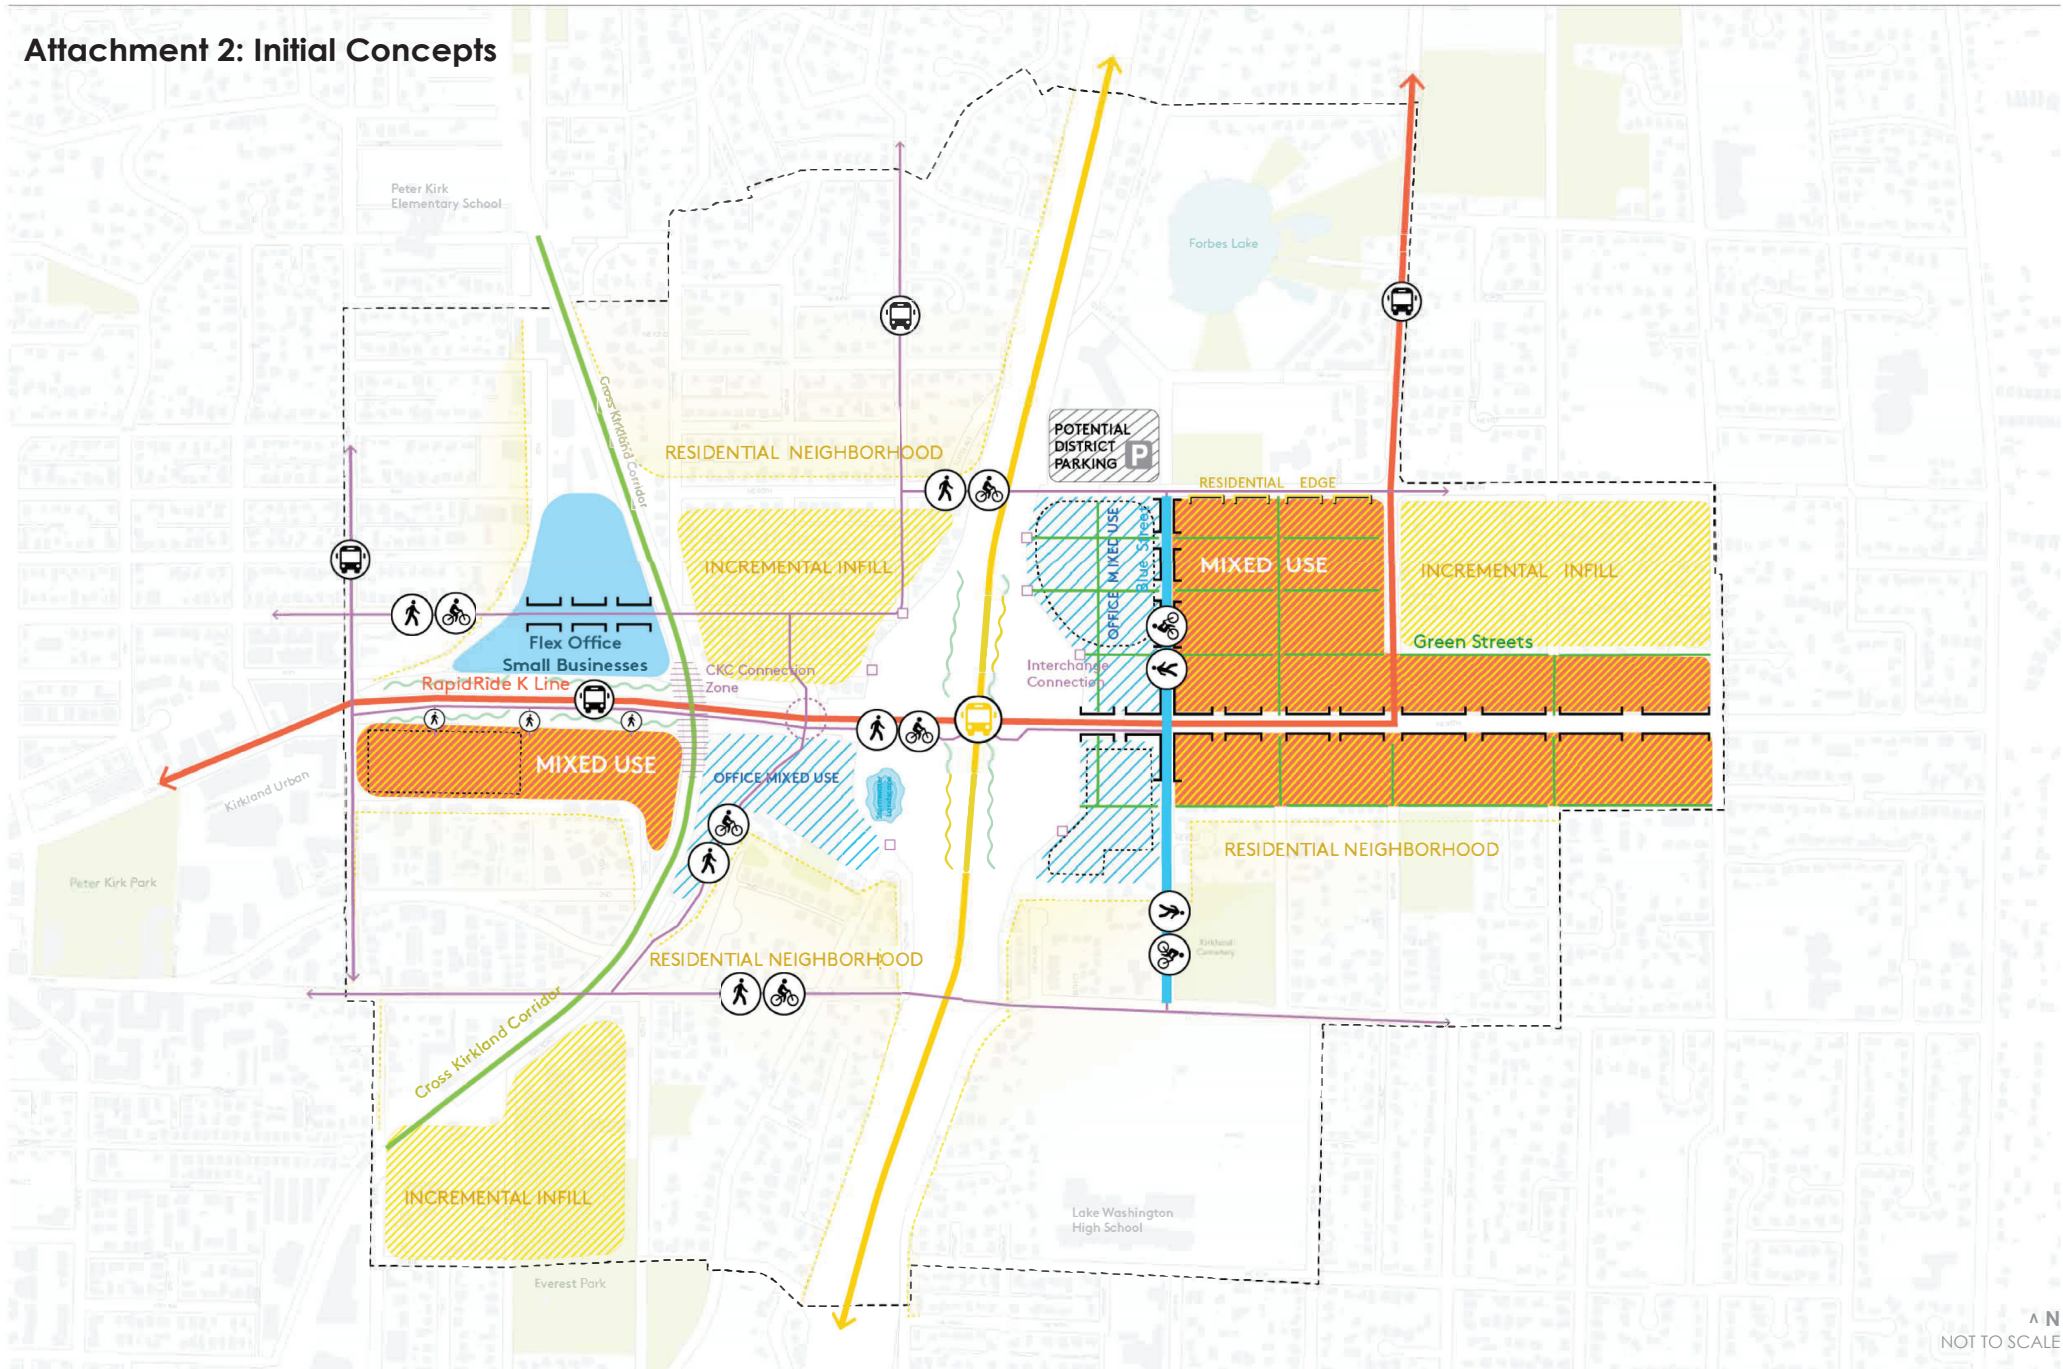 Attachment 2: Initial Concepts
Peter Kirk
Elementary School
Forbes Lake
Cross Kirkland Corridor
RESIDENTIAL NEIGHBORHOOD
POTENTIAL
DISTRICT
PARKING
P
RESIDENTIAL EDGE
OFFICE MIXED USE
Blue Street
MIXED USE
INCREMENTAL INFILL
INCREMENTAL INFILL
Flex Office
Small Businesses
Green Streets
CKC Connection
Zone
Interchange
Connection
RapidRide K Line
MIXED USE
OFFICE MIXED USE
Kirkland Urban
RESIDENTIAL NEIGHBORHOOD
Peter Kirk Park
Kirkland
Cemetery
RESIDENTIAL NEIGHBORHOOD
Cross Kirkland Corridor
INCREMENTAL INFILL
Lake Washington
High School
Everest Park
^ N
NOT TO SCALE